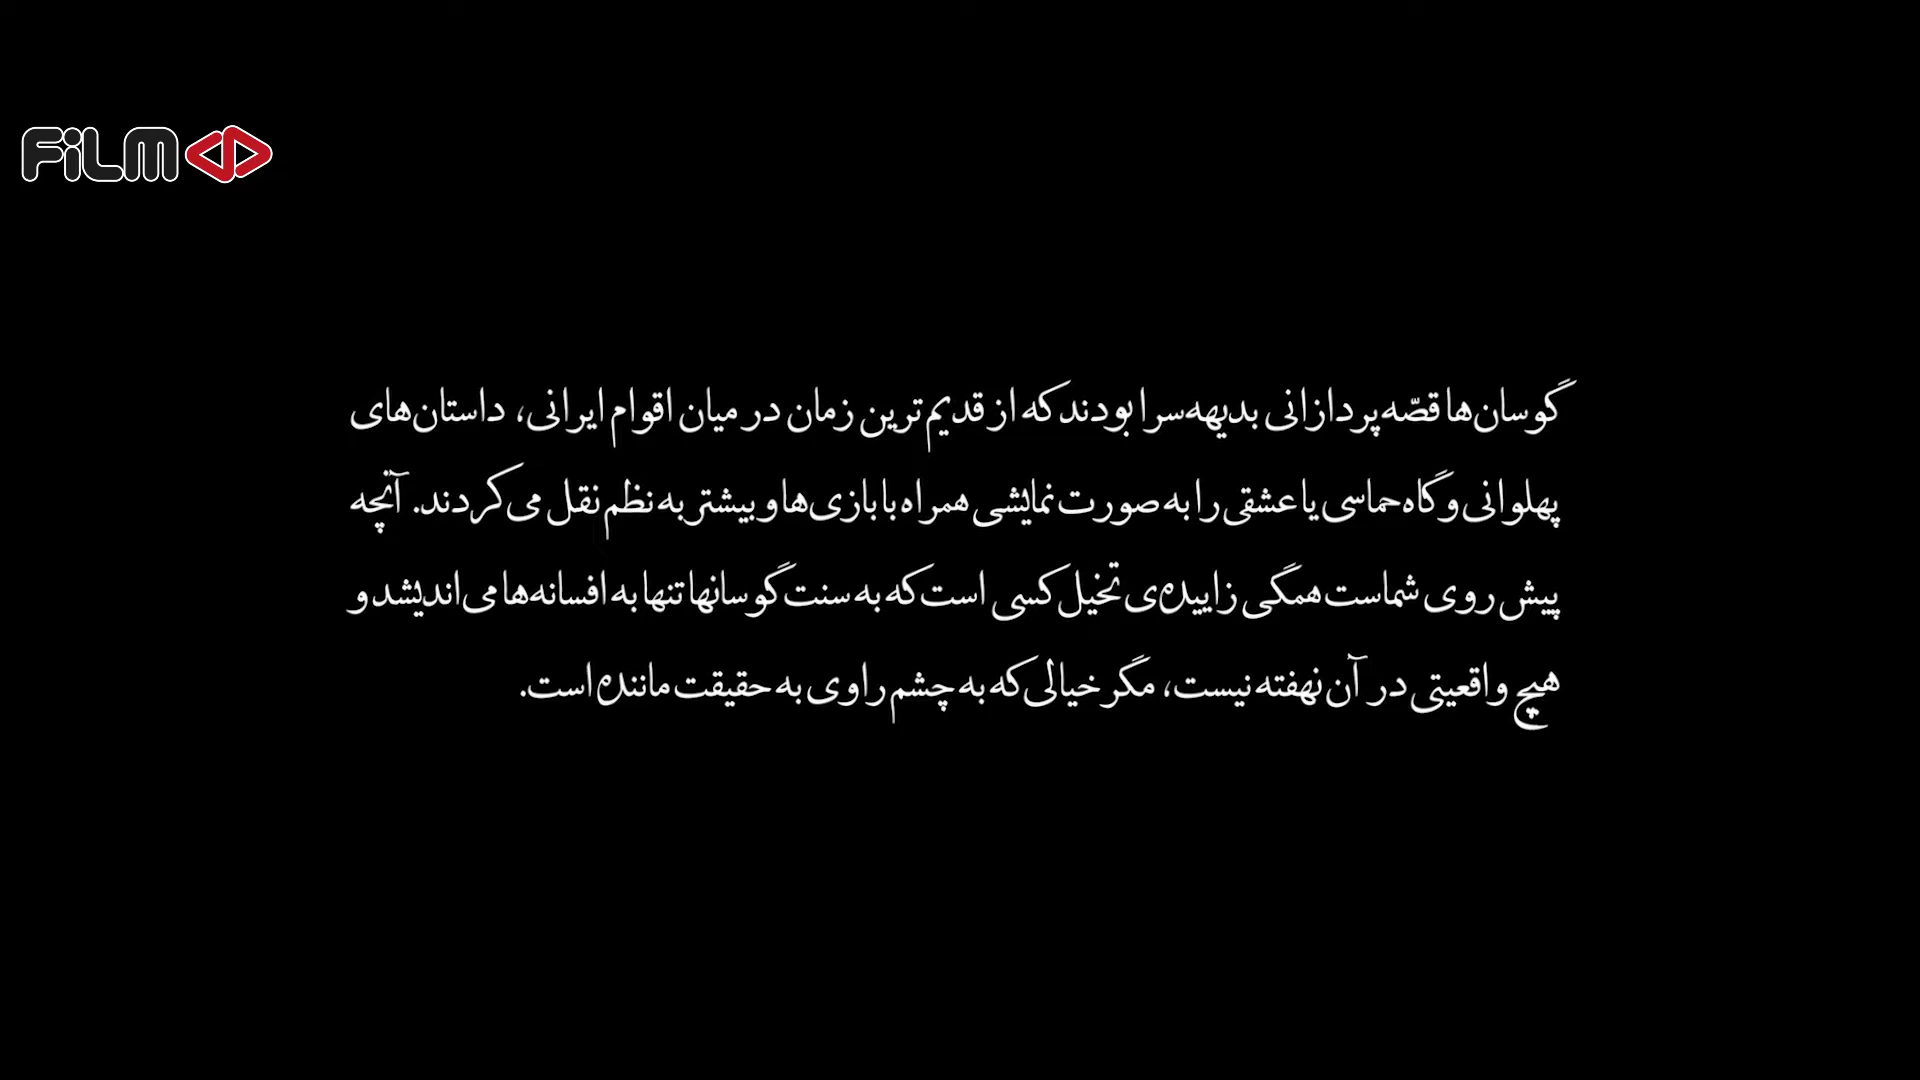 FiLM
گوسان‌ها قصّه‌پردازانی بدیهه‌سرا بودند که از قدیم‌ترین زمان در میان اقوام ایرانی، داستان‌های
پهلوانی و گاه حماسی یا عشقی را به صورت نمایشی همراه با بازی‌ها و بیشتر به نظم نقل می‌کردند. آنچه
پیش روی شماست همگی زاییده‌ی تخیل کسی است که به سنت گوسانها تنها به افسانه‌ها می‌اندیشد و
هیچ واقعیتی در آن نهفته نیست، مگر خیالی که به چشم راوی به حقیقت مانده است.